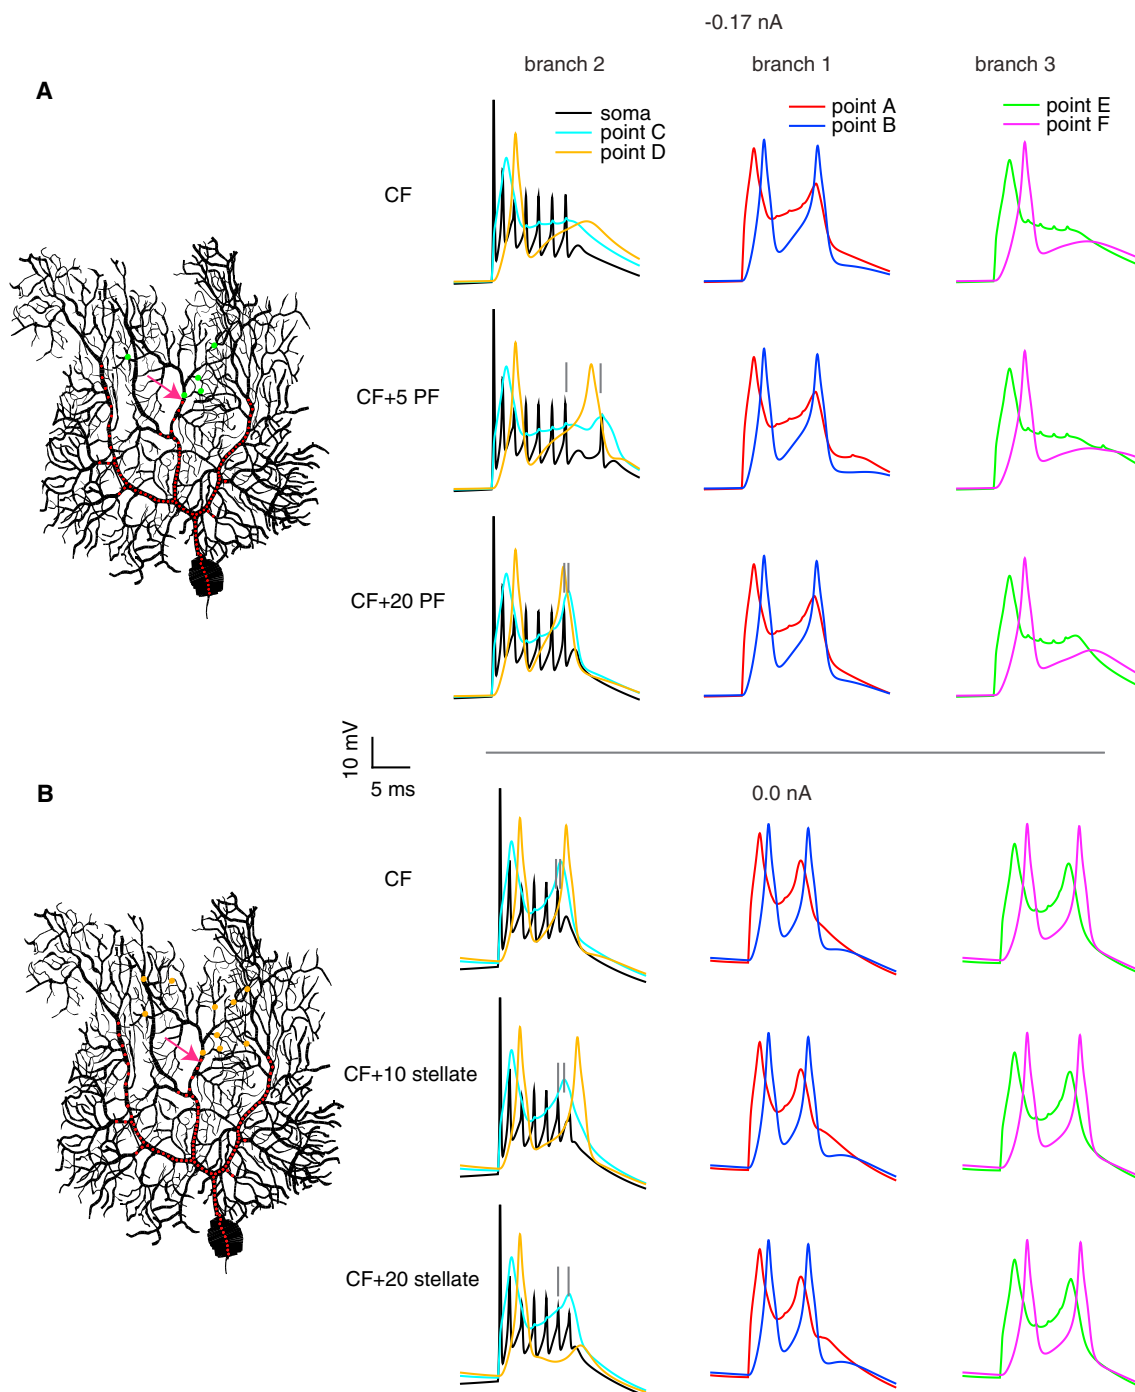 -0.17 nA
branch 2
branch 1
branch 3
A
soma
point C
point D
point A
point B
point E
point F
CF
CF+5 PF
CF+20 PF
10 mV
5 ms
B
0.0 nA
CF
CF+10 stellate
CF+20 stellate